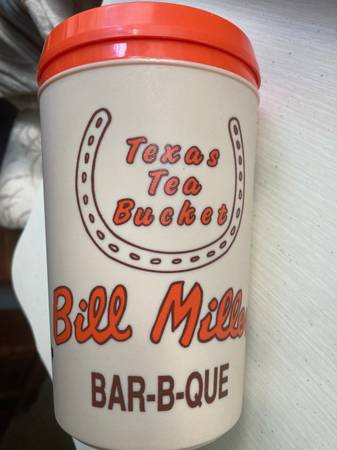 Texas
Tea
Bucket
Bill Mille
BAR-B-QUE